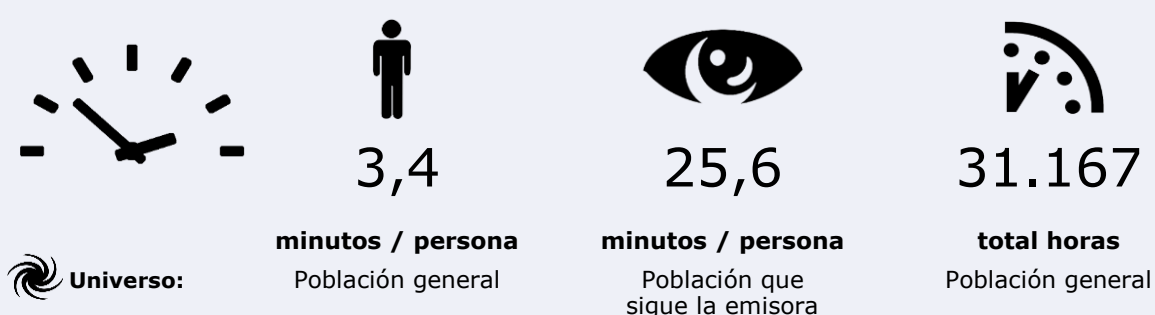 3,4
25,6
31.167
minutos / persona
minutos / persona
total horas
Universo:
Población general
Población que
sigue la emisora
Población general